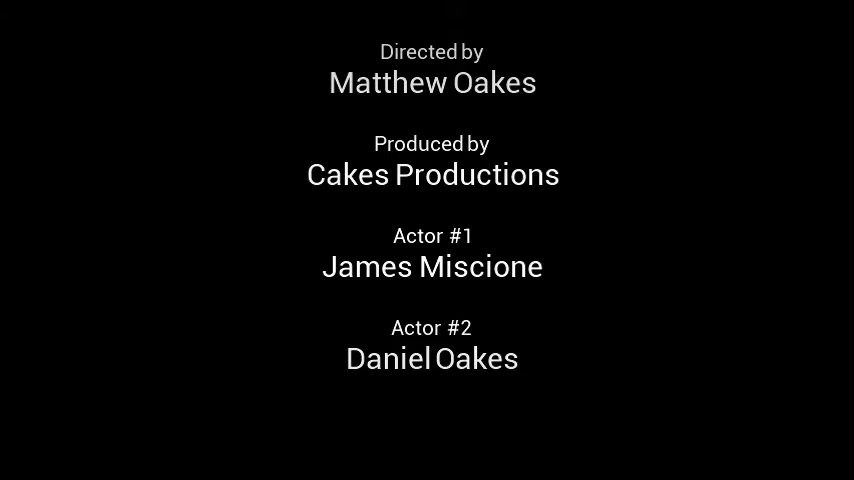 Directed by
Matthew Oakes
Produced by
Cakes Productions
Actor #1
James Miscione
Actor #2
Daniel Oakes